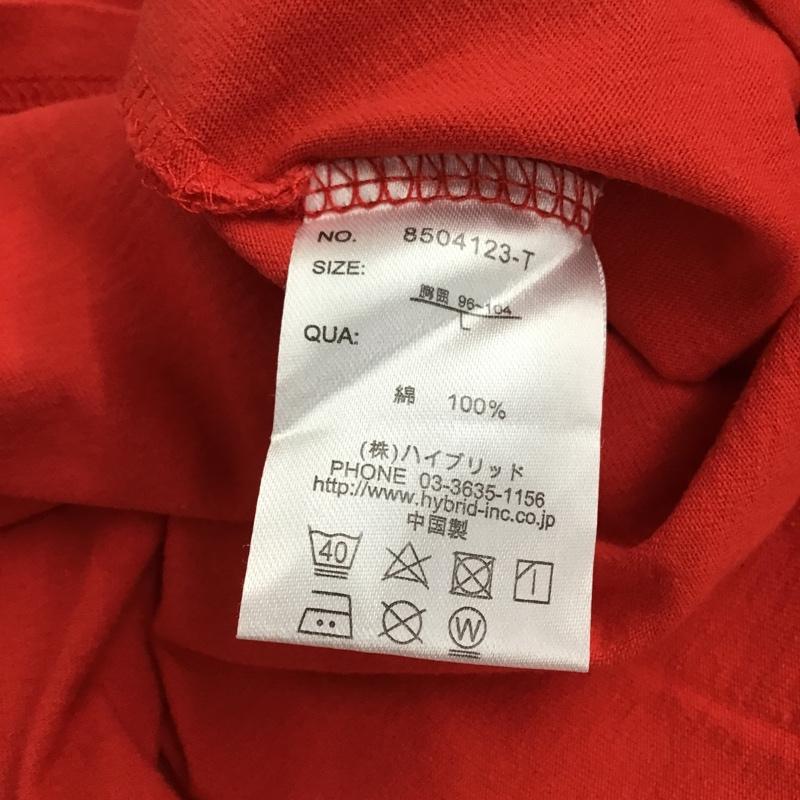 NO. 8504123-T
SIZE:
胸囲 96~104
L
QUA:
綿 100%
(株)ハイブリッド
PHONE 03-3635-1156
http://www.hybrid-inc.co.jp
中国製
40
W